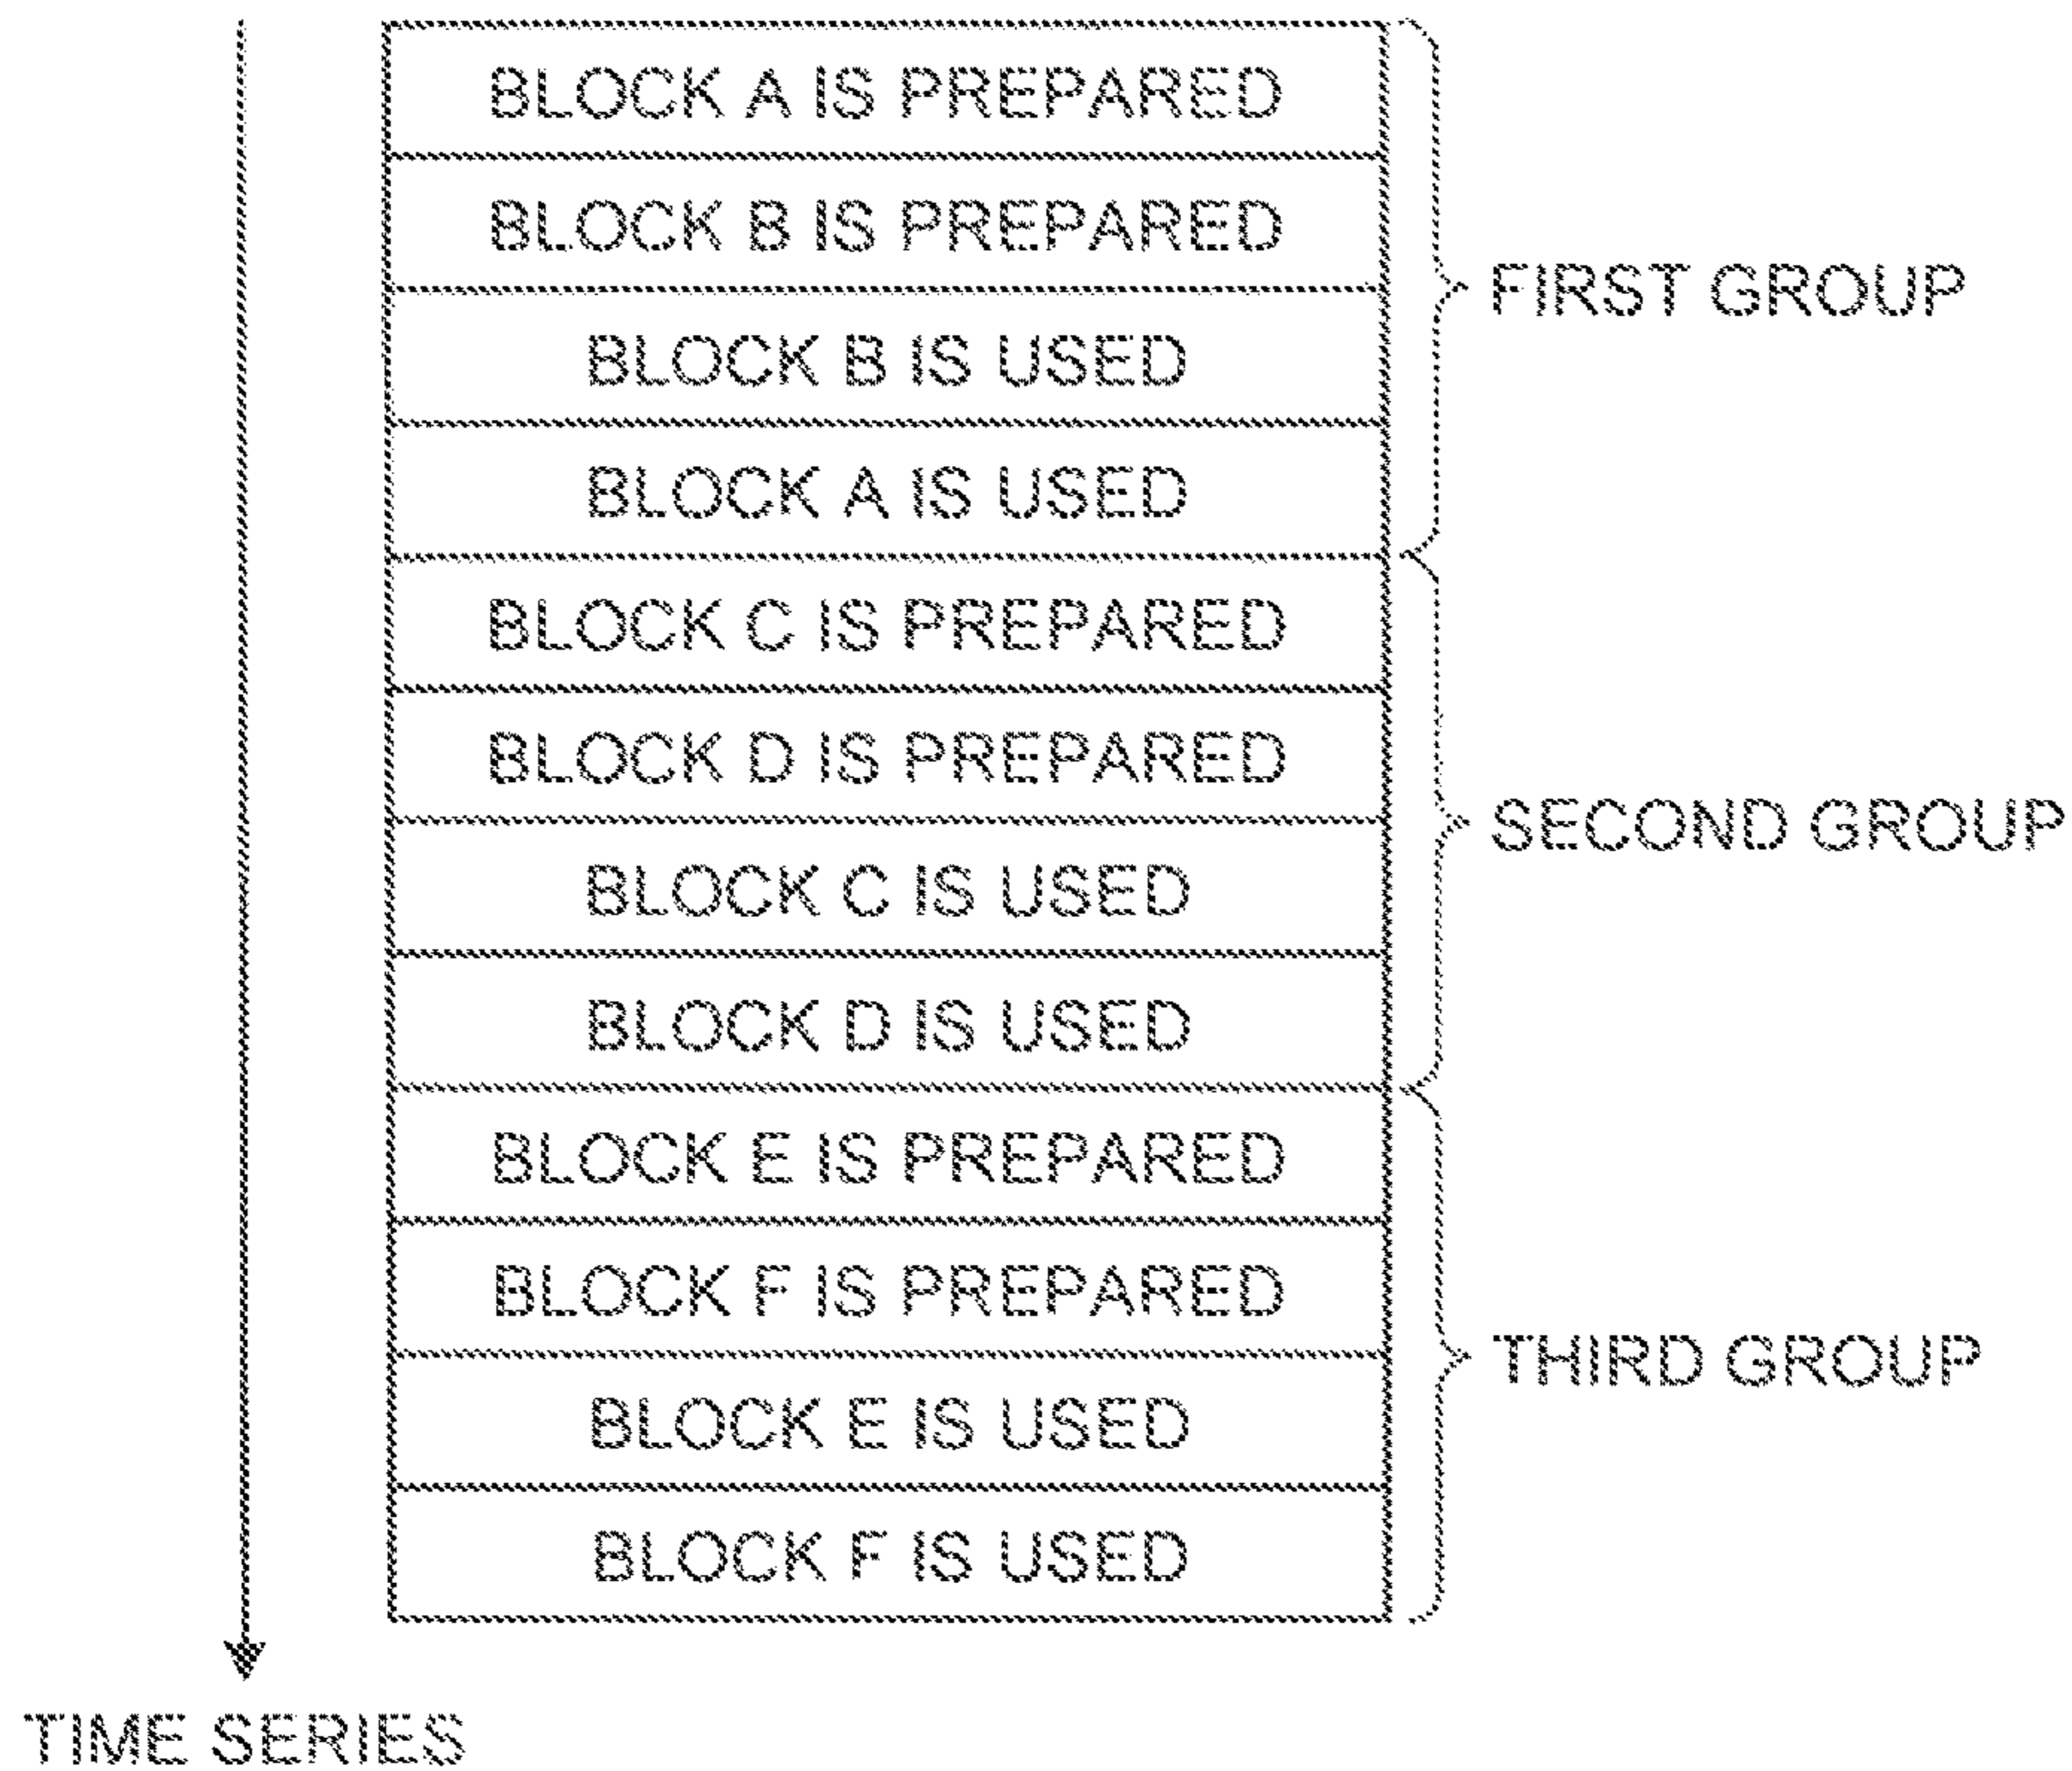 BLOCK A IS PREPARED
BLOCK B IS PREPARED
BLOCK B IS USED
BLOCK A IS USED
FIRST GROUP
BLOCK C IS PREPARED
BLOCK D IS PREPARED
BLOCK C IS USED
BLOCK D IS USED
SECOND GROUP
BLOCK E IS PREPARED
BLOCK F IS PREPARED
BLOCK E IS USED
BLOCK F IS USED
THIRD GROUP
TIME SERIES